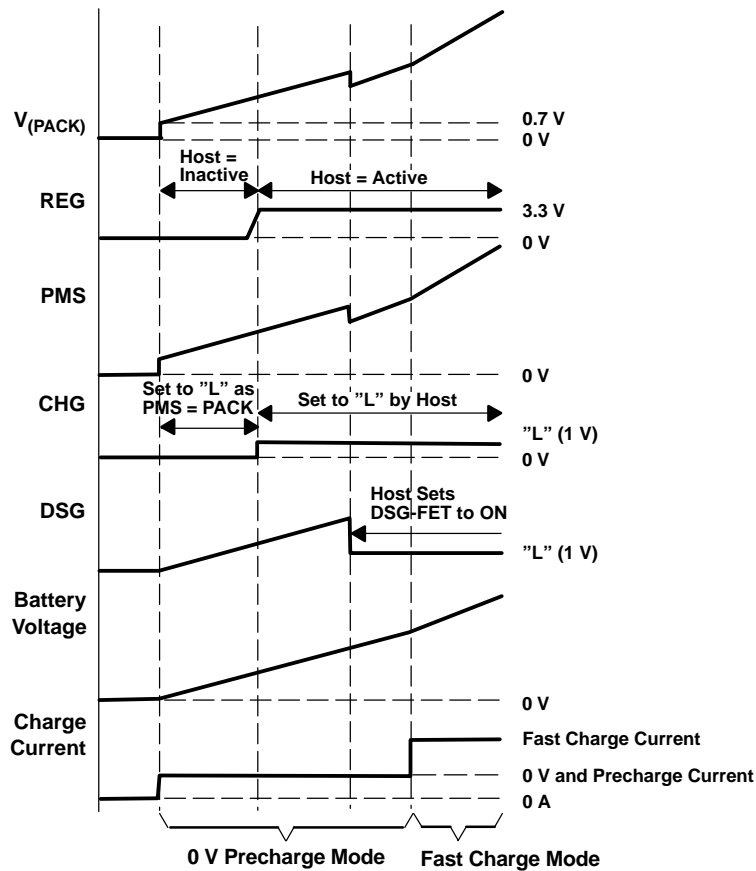 V(PACK)
0.7 V
0 V
Host =
Inactive
Host = Active
REG
3.3 V
0 V
PMS
0 V
Set to ”L” as
PMS = PACK
Set to ”L” by Host
CHG
”L” (1 V)
0 V
Host Sets
DSG-FET to ON
DSG
”L” (1 V)
Battery
Voltage
0 V
Charge
Current
Fast Charge Current
0 V and Precharge Current
0 A
0 V Precharge Mode
Fast Charge Mode